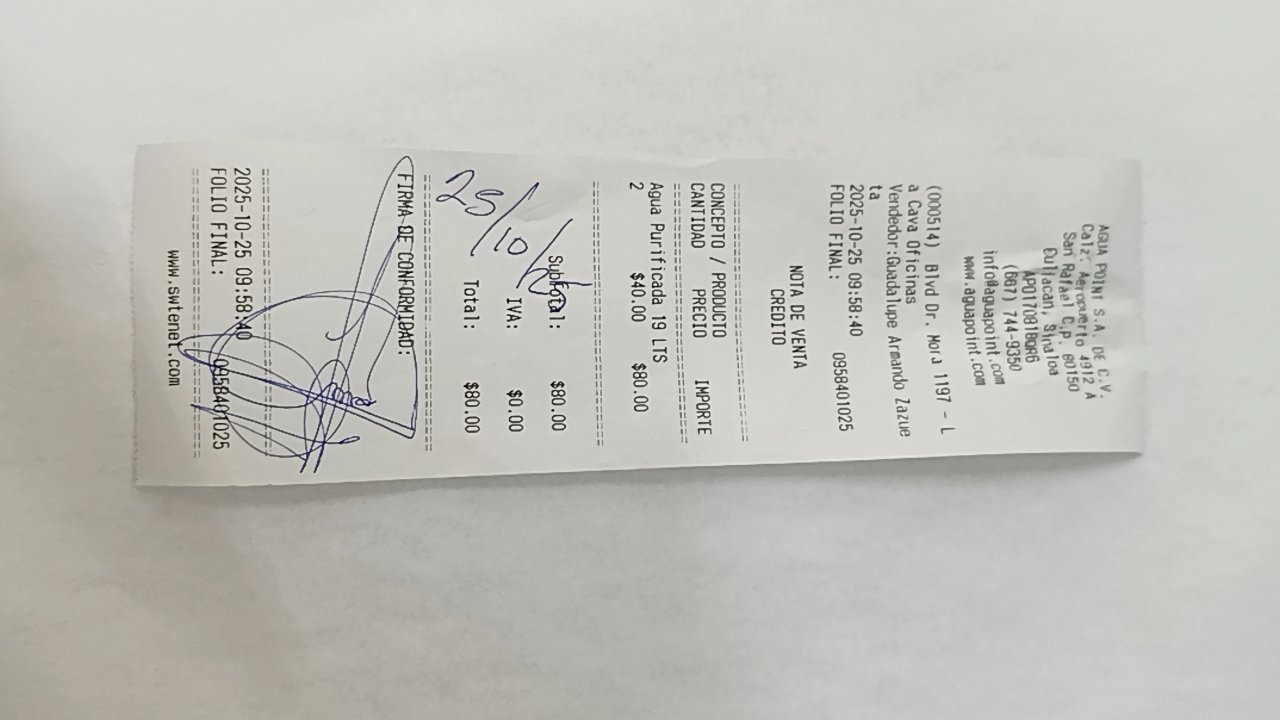 AGUA POINT S.A. DE C.V.
Calz. Aeropuerto 4912 A
San Rafael C.p. 80150
Culiacan, Sinaloa
(667) 744-9350
info@aguapoint.com
www.aguapoint.com
(000514) Blvd Dr. Mora 1197 - L
a Cava Oficinas
Vendedor:Guadalupe Armando Zazue
ta
2025-10-25 09:58:40
FOLIO FINAL: 0958401025
NOTA DE VENTA
CREDITO
================================
CONCEPTO / PRODUCTO
CANTIDAD PRECIO IMPORTE
================================
Agua Purificada 19 LTS
2 $40.00 $80.00
================================
Subtotal: $80.00
IVA: $0.00
Total: $80.00
25/10/25
================================
FIRMA DE CONFORMIDAD:
================================
2025-10-25 09:58:40
FOLIO FINAL: 0958401025
================================
www.swtenet.com